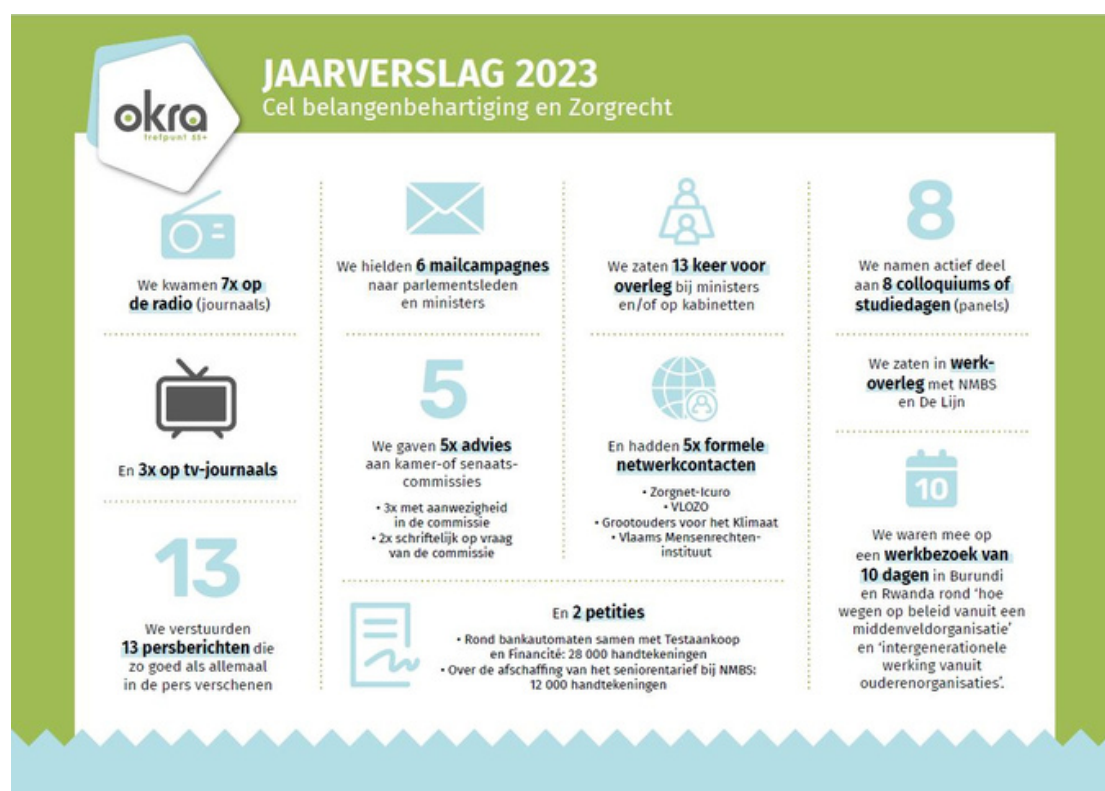 okra
trefpunt 55+
JAARVERSLAG 2023
Cel belangenbehartiging en Zorgrecht
We kwamen 7x op
de radio (journaals)
En 3x op tv-journaals
13
We verstuurden
13 persberichten die
zo goed als allemaal
in de pers verschenen
We hielden 6 mailcampagnes
naar parlementsleden
en ministers
5
We gaven 5x advies
aan kamer-of senaats-
commissies
• 3x met aanwezigheid
in de commissie
• 2x schriftelijk op vraag
van de commissie
We zaten 13 keer voor
overleg bij ministers
en/of op kabinetten
En hadden 5x formele
netwerkcontacten
• Zorgnet-Icuro
• VLOZO
• Grootouders voor het Klimaat
• Vlaams Mensenrechten-
instituut
En 2 petities
• Rond bankautomaten samen met Testaankoop
en Financité: 28 000 handtekeningen
• Over de afschaffing van het seniorentarief bij NMBS:
12 000 handtekeningen
8
We namen actief deel
aan 8 colloquiums of
studiedagen (panels)
We zaten in werk-
overleg met NMBS
en De Lijn
10
We waren mee op
een werkbezoek van
10 dagen in Burundi
en Rwanda rond ‘hoe
wegen op beleid vanuit een
middenveldorganisatie’
en ‘intergenerationele
werking vanuit
ouderenorganisaties’.